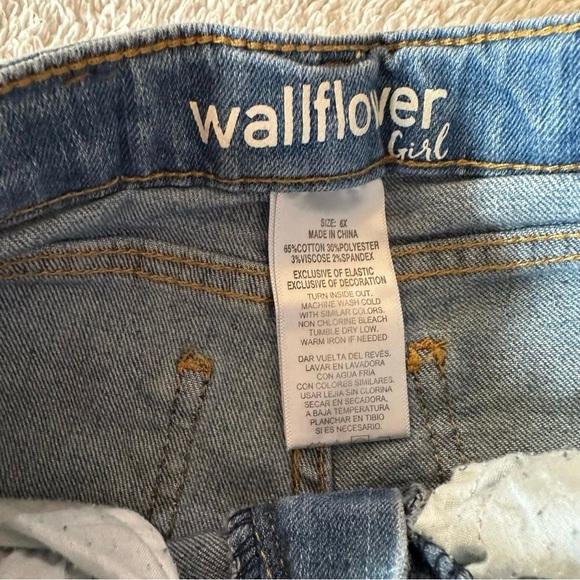 wallflower
Girl
SIZE: 6X
MADE IN CHINA
65%COTTON 30%POLYESTER
3%VISCOSE 2%SPANDEX
EXCLUSIVE OF ELASTIC
EXCLUSIVE OF DECORATION
TURN INSIDE OUT.
MACHINE WASH COLD
WITH SIMILAR COLORS.
NON CHLORINE BLEACH
TUMBLE DRY LOW.
WARM IRON IF NEEDED
DAR VUELTA DEL REVÉS.
LAVAR EN LAVADORA
CON AGUA FRIA
CON COLORES SIMILARES.
USAR LEJIA SIN CLORINA
SECAR EN SECADORA,
A BAJA TEMPERATURA
PLANCHAR EN TIBIO
SI ES NECESARIO.